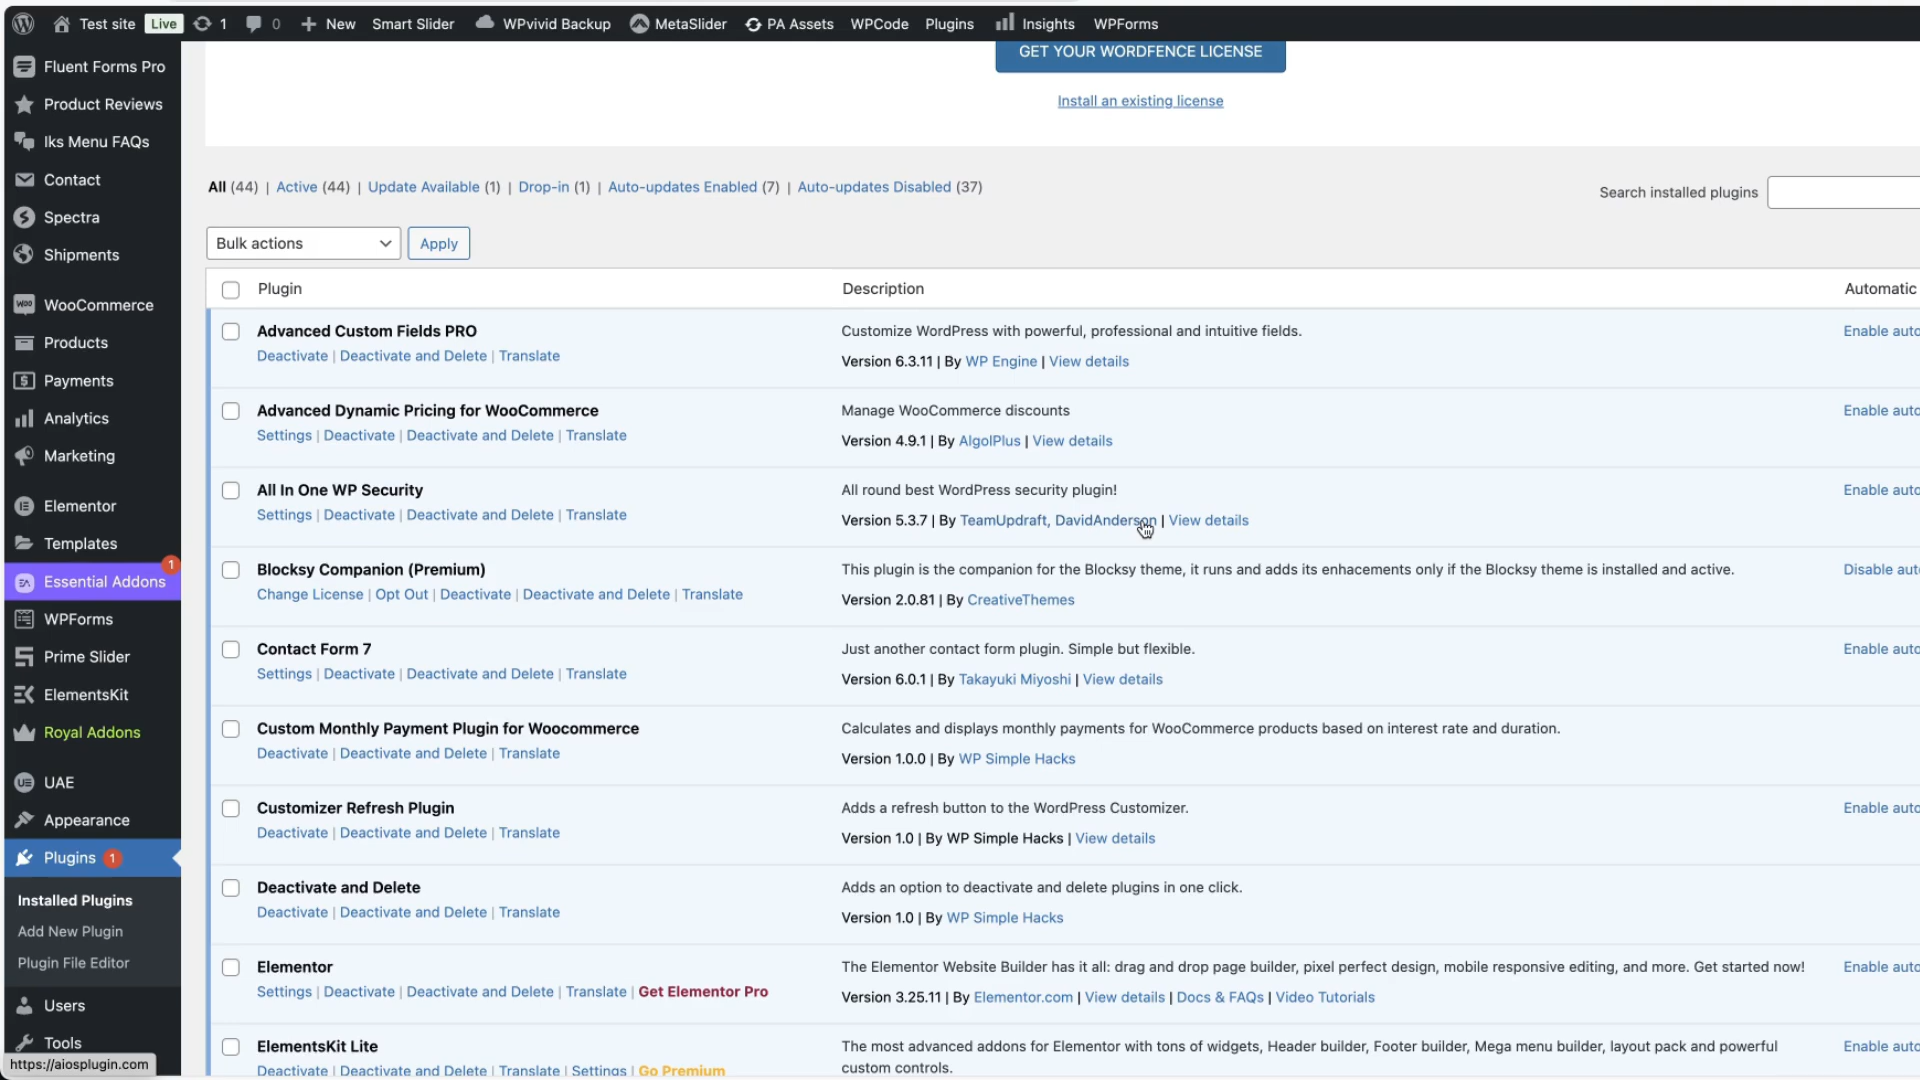 Test site Live 1 0 New Smart Slider WPvivid Backup MetaSlider PA Assets WPCode Plugins Insights WPForms
Fluent Forms Pro
Product Reviews
Iks Menu FAQs
Contact
Spectra
Shipments
WooCommerce
Products
Payments
Analytics
Marketing
Elementor
Templates
Essential Addons 1
WPForms
Prime Slider
ElementsKit
Royal Addons
UAE
Appearance
Plugins 1
Installed Plugins
Add New Plugin
Plugin File Editor
Users
Tools
https://aiosplugin.com
GET YOUR WORDFENCE LICENSE
Install an existing license
All (44) | Active (44) | Update Available (1) | Drop-in (1) | Auto-updates Enabled (7) | Auto-updates Disabled (37)
Search installed plugins
Bulk actions Apply
Plugin Description Automatic
Advanced Custom Fields PRO Customize WordPress with powerful, professional and intuitive fields. Enable auto
Deactivate | Deactivate and Delete | Translate Version 6.3.11 | By WP Engine | View details
Advanced Dynamic Pricing for WooCommerce Manage WooCommerce discounts Enable auto
Settings | Deactivate | Deactivate and Delete | Translate Version 4.9.1 | By AlgolPlus | View details
All In One WP Security All round best WordPress security plugin! Enable auto
Settings | Deactivate | Deactivate and Delete | Translate Version 5.3.7 | By TeamUpdraft, DavidAnderson | View details
Blocksy Companion (Premium) This plugin is the companion for the Blocksy theme, it runs and adds its enhacements only if the Blocksy theme is installed and active. Disable aut
Change License | Opt Out | Deactivate | Deactivate and Delete | Translate Version 2.0.81 | By CreativeThemes
Contact Form 7 Just another contact form plugin. Simple but flexible. Enable auto
Settings | Deactivate | Deactivate and Delete | Translate Version 6.0.1 | By Takayuki Miyoshi | View details
Custom Monthly Payment Plugin for Woocommerce Calculates and displays monthly payments for WooCommerce products based on interest rate and duration.
Deactivate | Deactivate and Delete | Translate Version 1.0.0 | By WP Simple Hacks
Customizer Refresh Plugin Adds a refresh button to the WordPress Customizer. Enable auto
Deactivate | Deactivate and Delete | Translate Version 1.0 | By WP Simple Hacks | View details
Deactivate and Delete Adds an option to deactivate and delete plugins in one click.
Deactivate | Deactivate and Delete | Translate Version 1.0 | By WP Simple Hacks
Elementor The Elementor Website Builder has it all: drag and drop page builder, pixel perfect design, mobile responsive editing, and more. Get started now! Enable auto
Settings | Deactivate | Deactivate and Delete | Translate | Get Elementor Pro Version 3.25.11 | By Elementor.com | View details | Docs & FAQs | Video Tutorials
ElementsKit Lite The most advanced addons for Elementor with tons of widgets, Header builder, Footer builder, Mega menu builder, layout pack and powerful Enable auto
Deactivate | Deactivate and Delete | Translate | Settings | Go Premium custom controls.